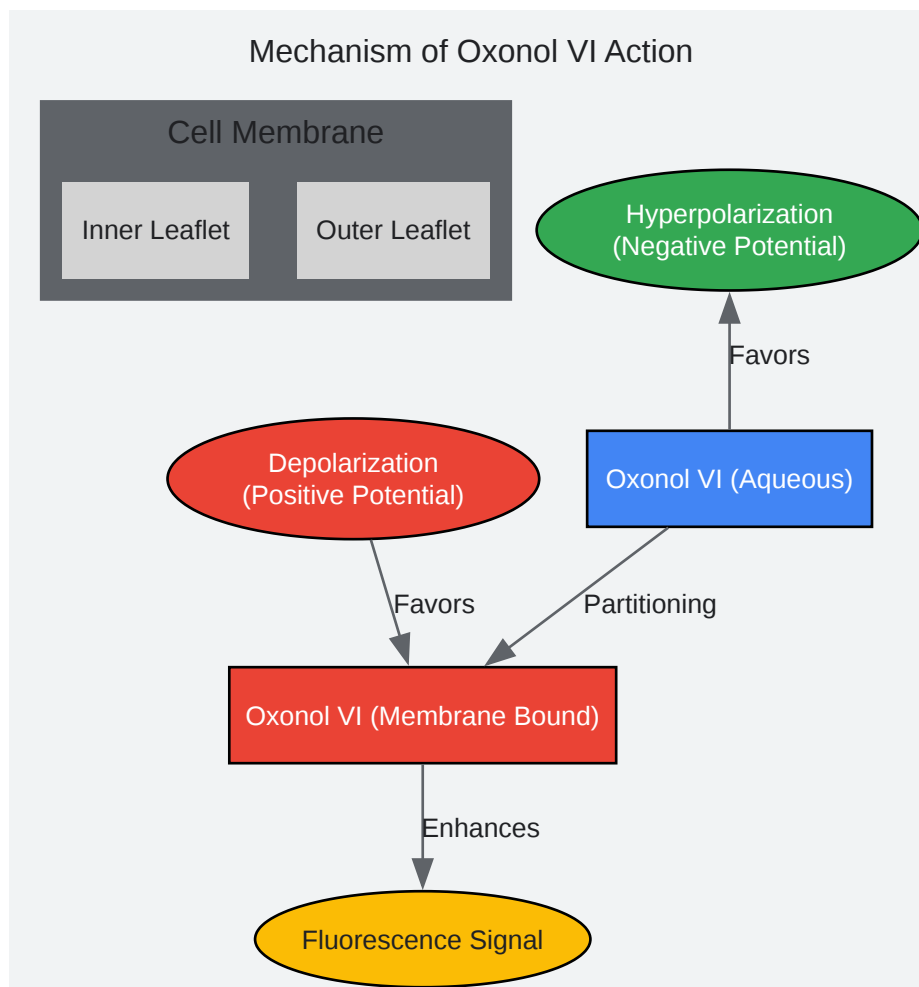 Mechanism of Oxonol VI Action
Cell Membrane
Inner Leaflet
Outer Leaflet
Hyperpolarization
(Negative Potential)
Favors
Depolarization
(Positive Potential)
Oxonol VI (Aqueous)
Favors
Partitioning
Oxonol VI (Membrane Bound)
Enhances
Fluorescence Signal